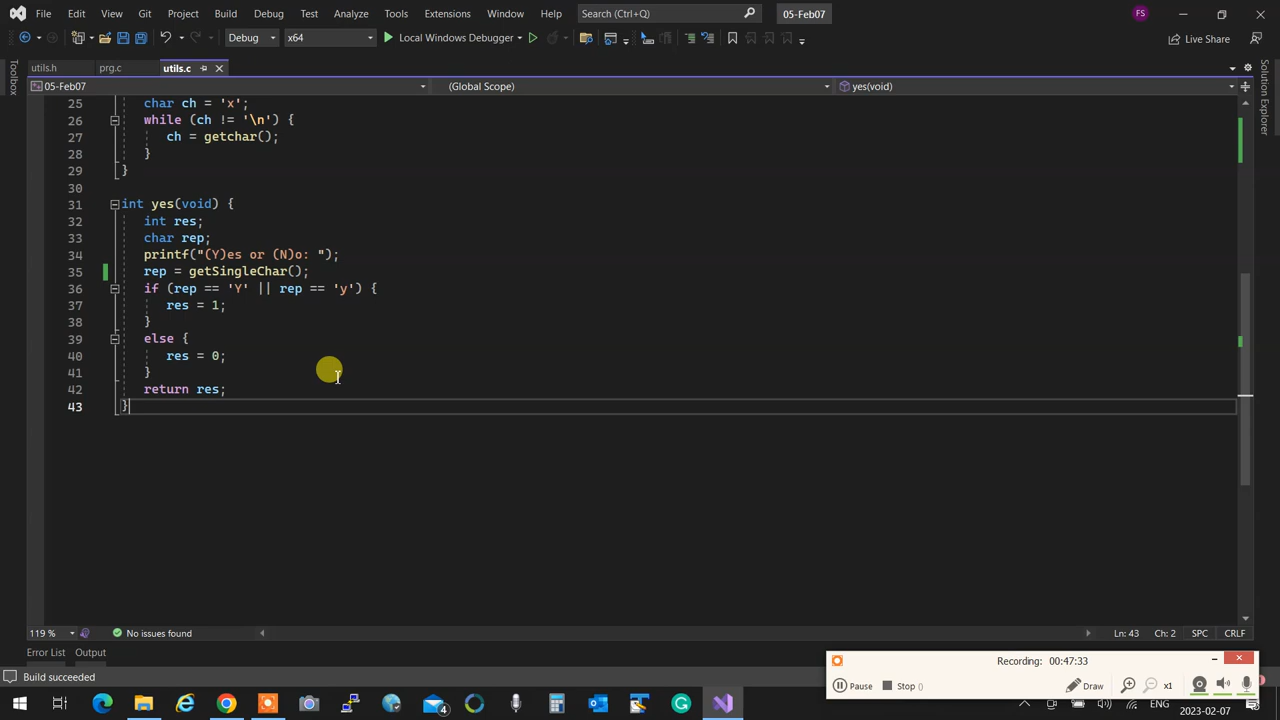 File Edit View Git Project Build Debug Test Analyze Tools Extensions Window Help Search (Ctrl+Q) 05-Feb07 FS
Debug x64 Local Windows Debugger Live Share
Toolbox
utils.h prg.c utils.c
Solution Explorer
05-Feb07 (Global Scope) yes(void)
25 char ch = 'x';
26 while (ch != '\n') {
27 ch = getchar();
28 }
29 }
30
31 int yes(void) {
32 int res;
33 char rep;
34 printf("(Y)es or (N)o: ");
35 rep = getSingleChar();
36 if (rep == 'Y' || rep == 'y') {
37 res = 1;
38 }
39 else {
40 res = 0;
41 }
42 return res;
43 }
119 % No issues found Ln: 43 Ch: 2 SPC CRLF
Error List Output
Recording: 00:47:33
Build succeeded
Pause Stop () Draw x1
4 ENG
2023-02-07